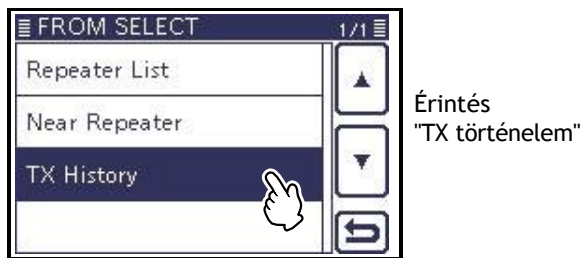 FROM SELECT 1/1
Repeater List
Near Repeater
TX History
Érintés
"TX történelem"